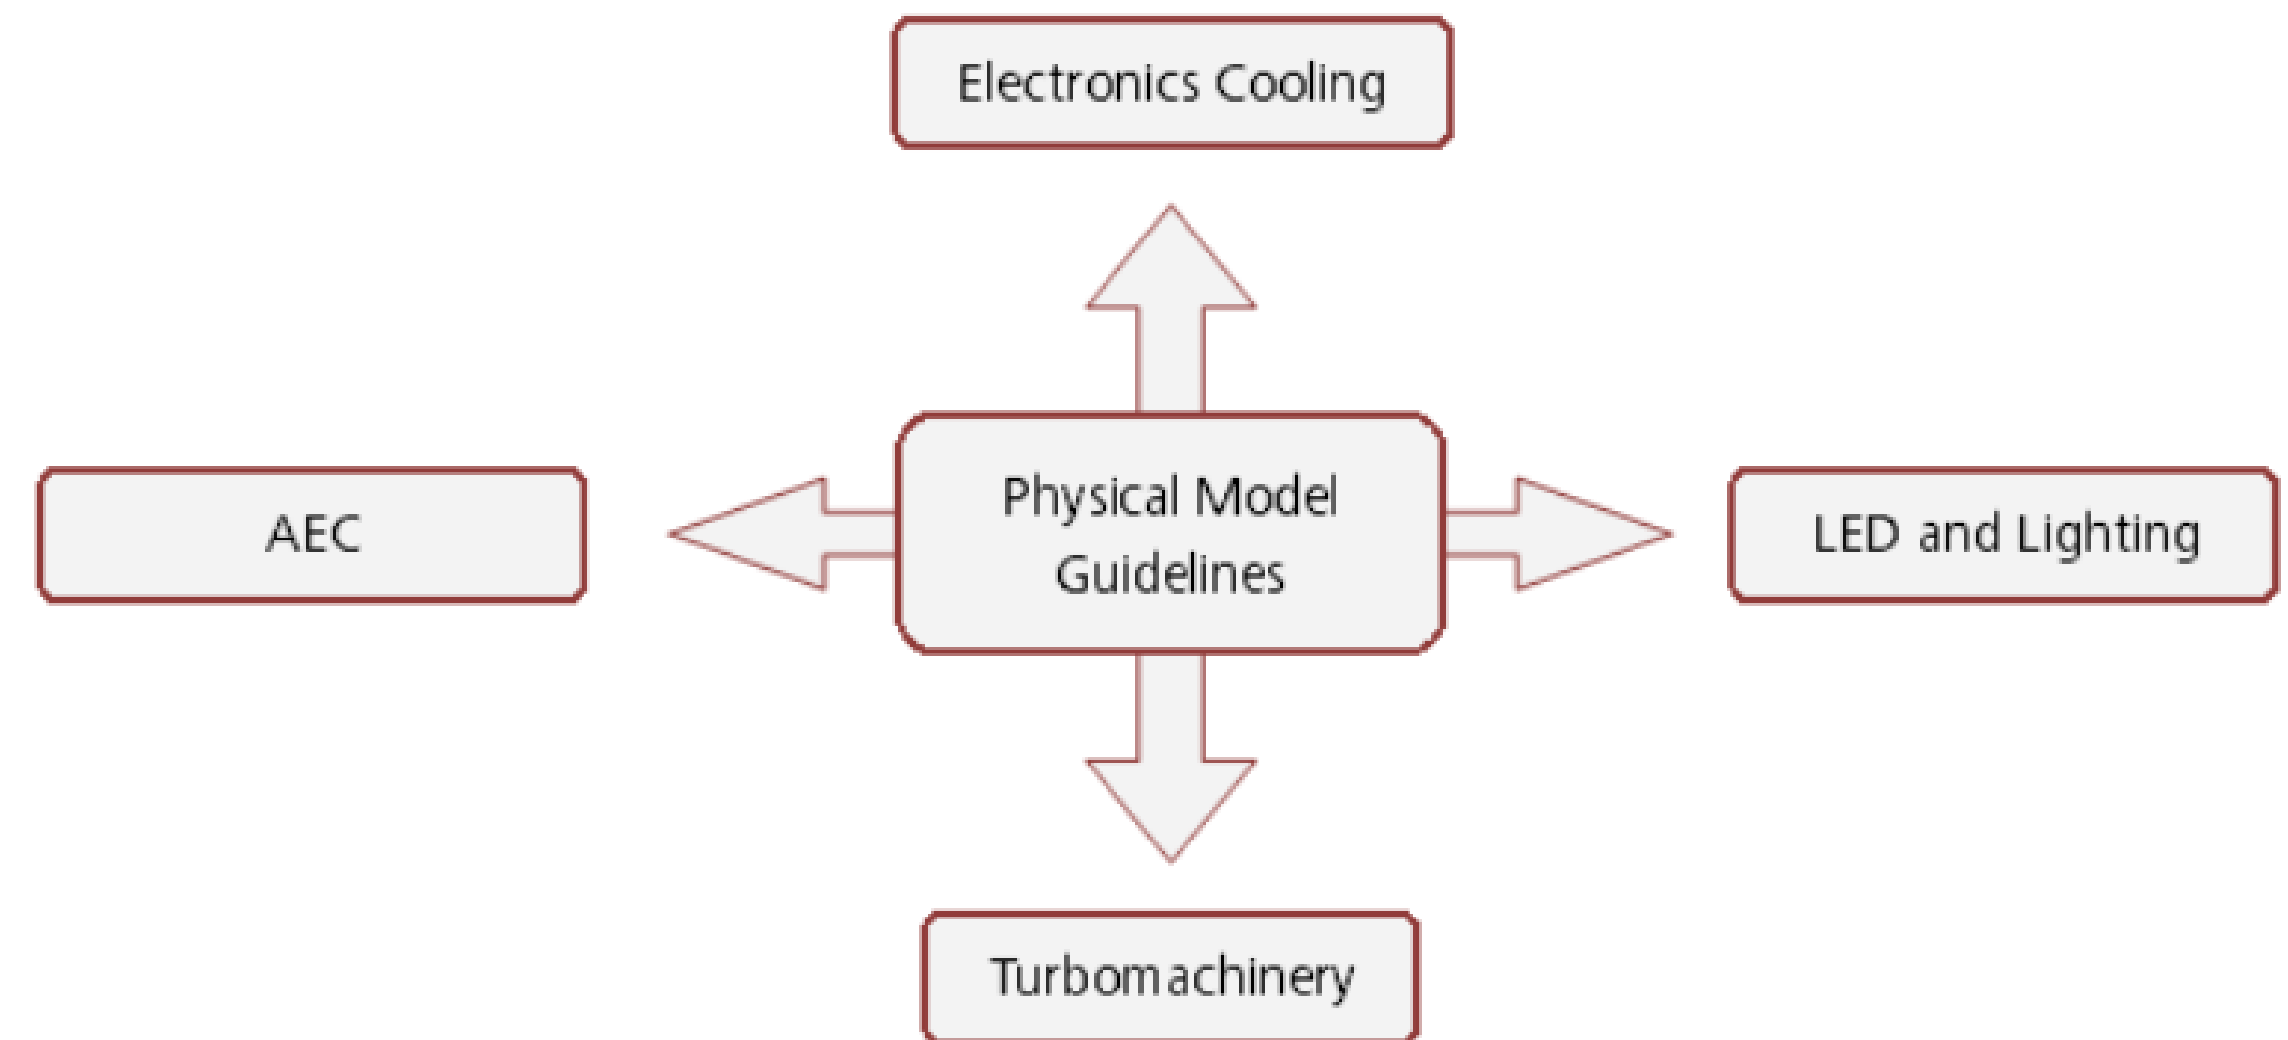 Electronics Cooling
Physical Model
Guidelines
AEC
LED and Lighting
Turbomachinery